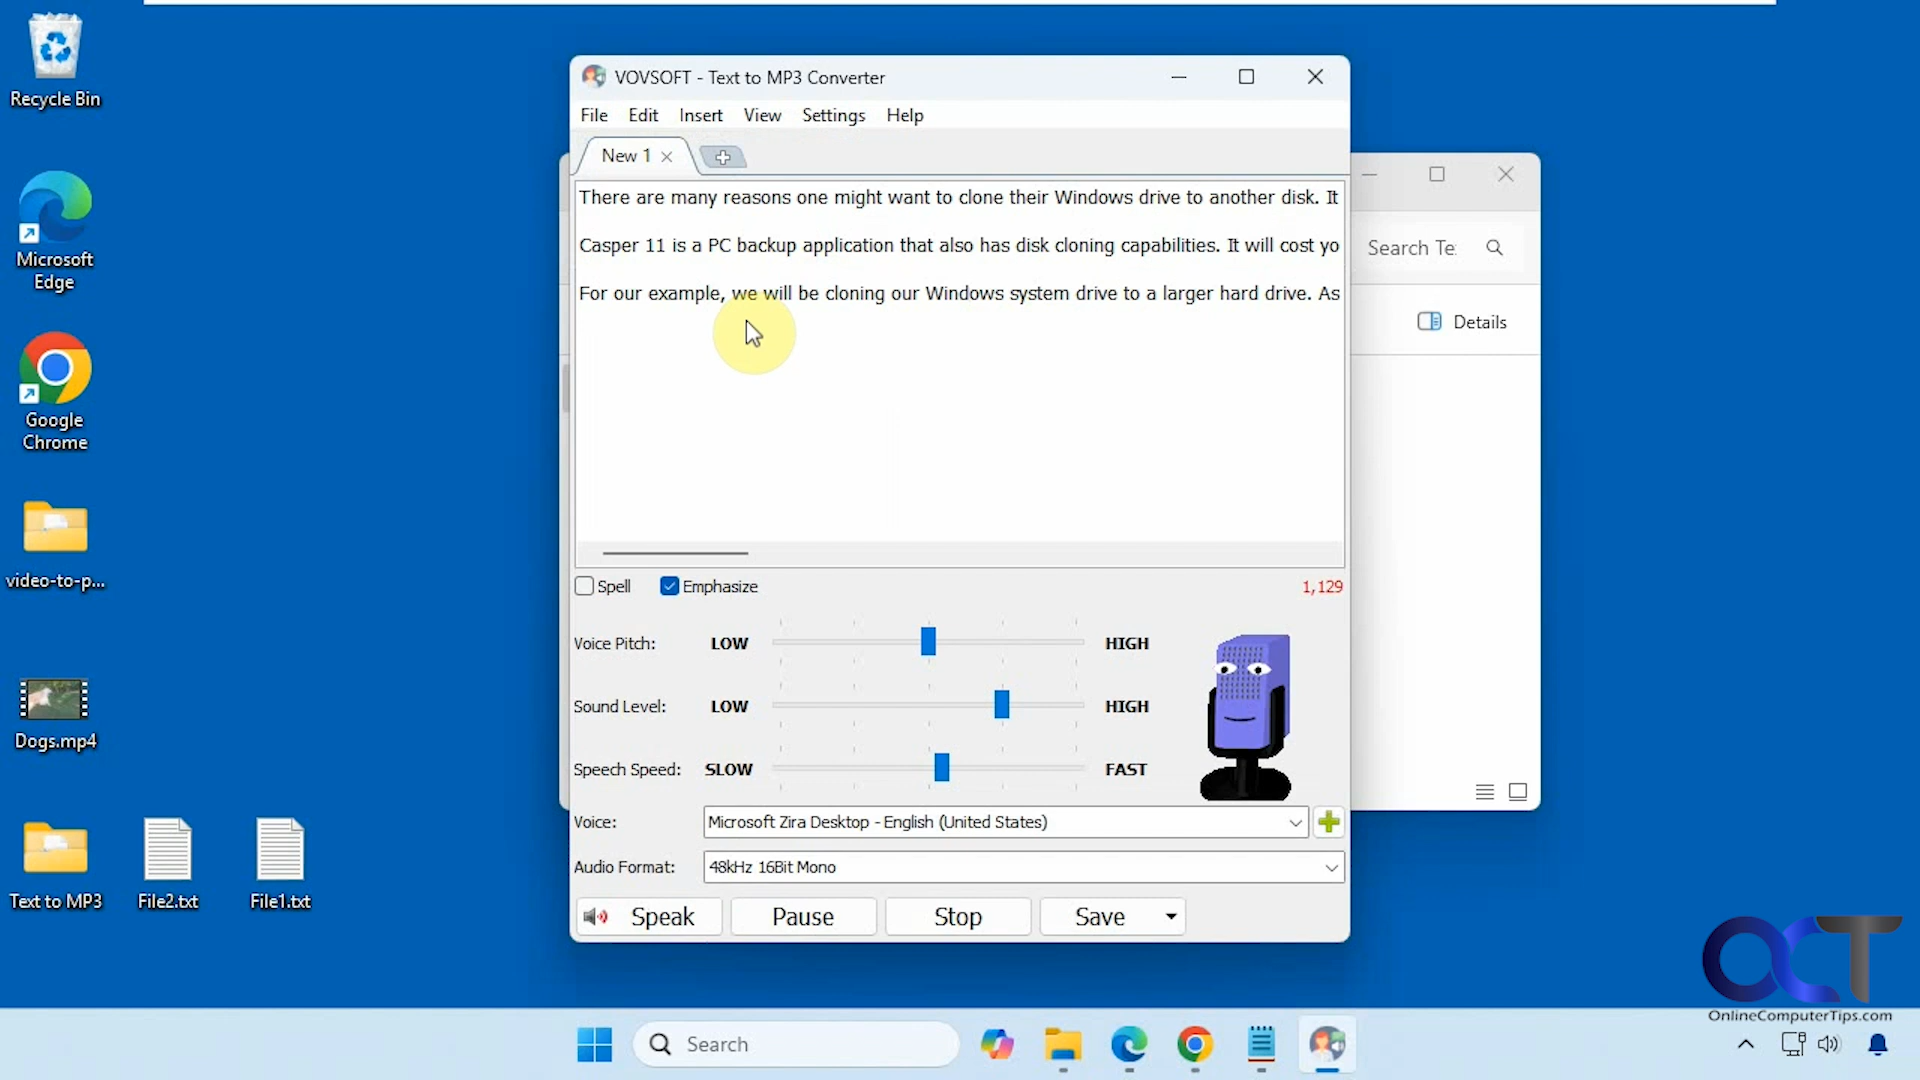 Recycle Bin
Microsoft
Edge
Google
Chrome
video-to-p...
Dogs.mp4
Text to MP3
File2.txt
File1.txt
VOVSOFT - Text to MP3 Converter
File Edit Insert View Settings Help
New 1
There are many reasons one might want to clone their Windows drive to another disk. It
Casper 11 is a PC backup application that also has disk cloning capabilities. It will cost yo
For our example, we will be cloning our Windows system drive to a larger hard drive. As
Spell Emphasize 1,129
Voice Pitch: LOW HIGH
Sound Level: LOW HIGH
Speech Speed: SLOW FAST
Voice: Microsoft Zira Desktop - English (United States)
Audio Format: 48kHz 16Bit Mono
Speak Pause Stop Save
Search Te
Details
OCT
OnlineComputerTips.com
Search